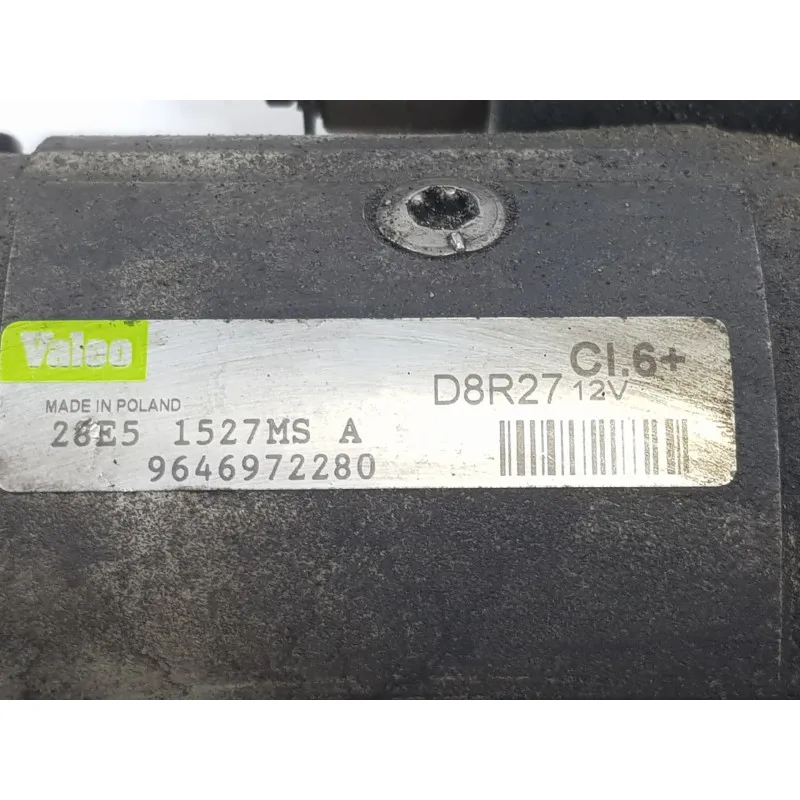 Valeo
Cl.6+
D8R27 12V
MADE IN POLAND
28E5 1527MS A
9646972280